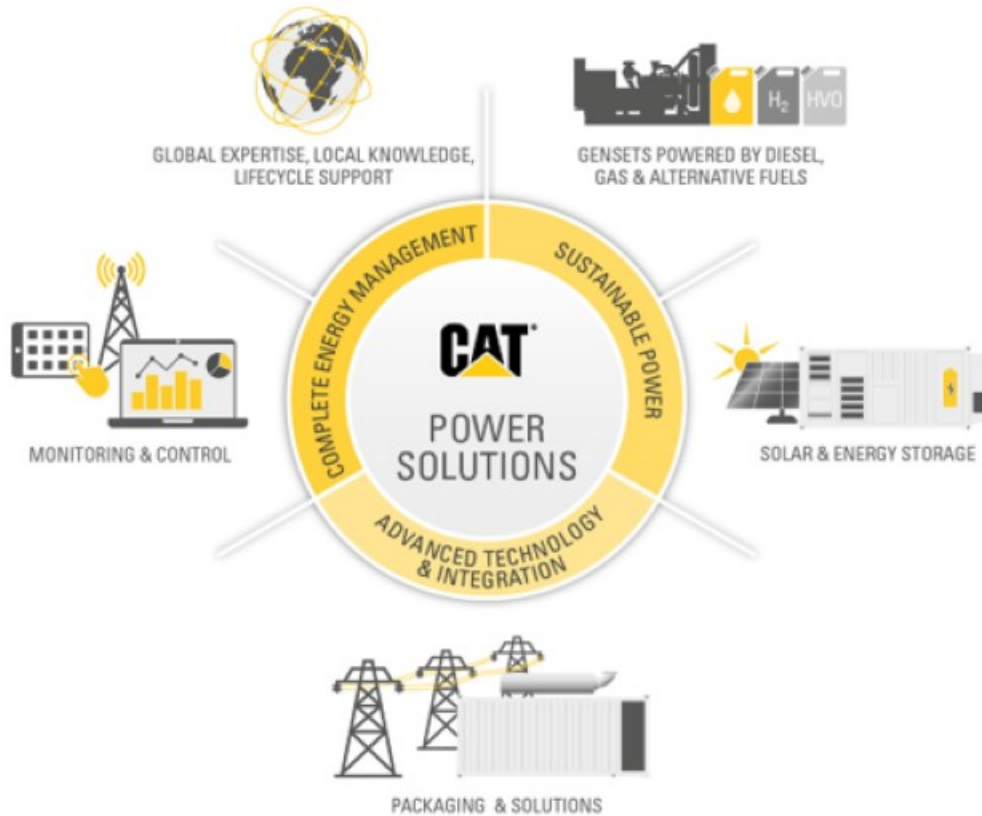 GLOBAL EXPERTISE, LOCAL KNOWLEDGE,
LIFECYCLE SUPPORT
H2
HVO
GENSETS POWERED BY DIESEL,
GAS & ALTERNATIVE FUELS
COMPLETE ENERGY MANAGEMENT
SUSTAINABLE POWER
CAT®
POWER
SOLUTIONS
MONITORING & CONTROL
SOLAR & ENERGY STORAGE
ADVANCED TECHNOLOGY
& INTEGRATION
PACKAGING & SOLUTIONS